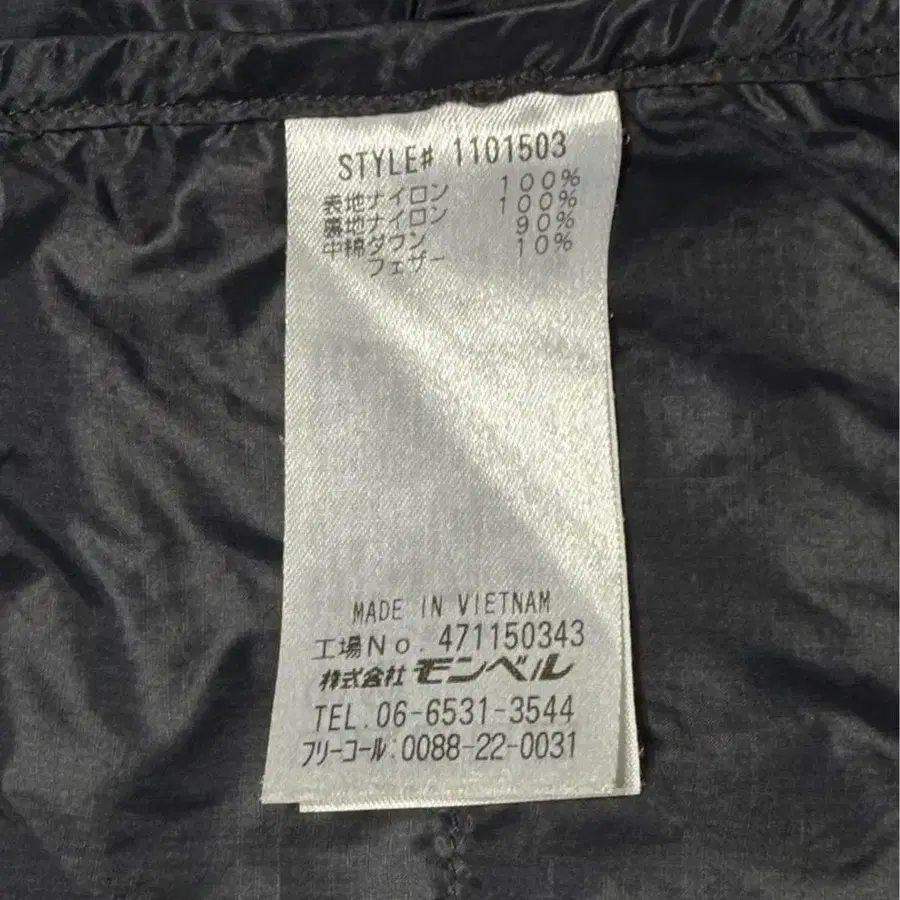 STYLE# 1101503
表地ナイロン 100%
裏地ナイロン 100%
中綿ダウン 90%
フェザー 10%
MADE IN VIETNAM
工場No. 471150343
株式会社モンベル
TEL.06-6531-3544
フリーコール:0088-22-0031